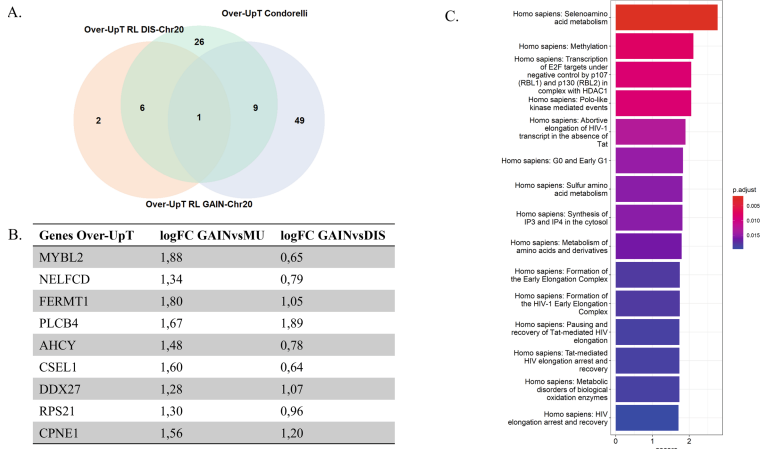 A.
Over-UpT Condorelli
Over-UpT RL DIS-Chr20
26
6
9
2
1
49
Over-UpT RL GAIN-Chr20
B.
Genes Over-UpT logFC GAINvsMU logFC GAINvsDIS
MYBL2 1,88 0,65
NELFCD 1,34 0,79
FERMT1 1,80 1,05
PLCB4 1,67 1,89
AHCY 1,48 0,78
CSEL1 1,60 0,64
DDX27 1,28 1,07
RPS21 1,30 0,96
CPNE1 1,56 1,20
C.
Homo sapiens: Selenoamino
acid metabolism
Homo sapiens: Methylation
Homo sapiens: Transcription
of E2F targets under
negative control by p107
(RBL1) and p130 (RBL2) in
complex with HDAC1
Homo sapiens: Polo-like
kinase mediated events
Homo sapiens: Abortive
elongation of HIV-1
transcript in the absence of
Tat
Homo sapiens: G0 and Early G1
Homo sapiens: Sulfur amino
acid metabolism
Homo sapiens: Synthesis of
IP3 and IP4 in the cytosol
Homo sapiens: Metabolism of
amino acids and derivatives
Homo sapiens: Formation of
the Early Elongation Complex
Homo sapiens: Formation of
the HIV-1 Early Elongation
Complex
Homo sapiens: Pausing and
recovery of Tat-mediated HIV
elongation
Homo sapiens: Tat-mediated
HIV elongation arrest and
recovery
Homo sapiens: Metabolic
disorders of biological
oxidation enzymes
Homo sapiens: HIV
elongation arrest and recovery
0 1 2
p.adjust
0.005
0.010
0.015